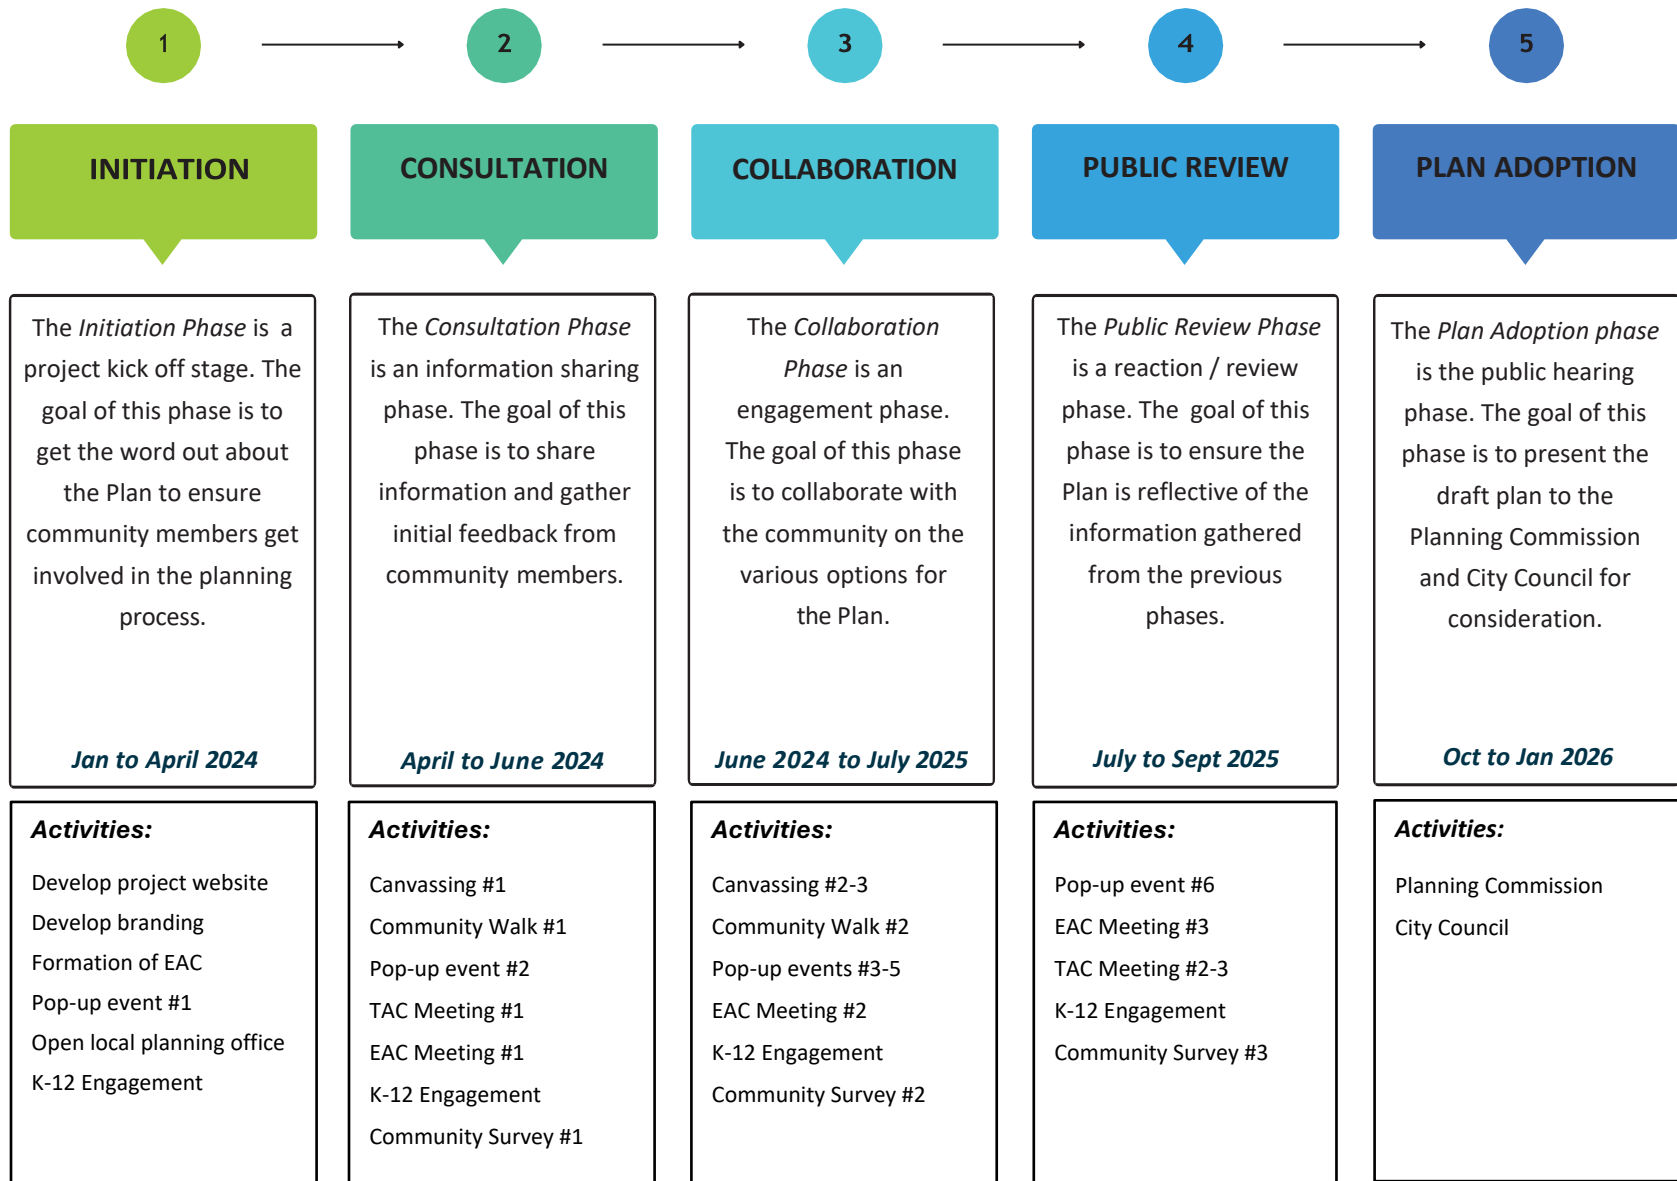 1
2
3
4
5
INITIATION
CONSULTATION
COLLABORATION
PUBLIC REVIEW
PLAN ADOPTION
The Initiation Phase is a
project kick off stage. The
goal of this phase is to
get the word out about
the Plan to ensure
community members get
involved in the planning
process.
Jan to April 2024
The Consultation Phase
is an information sharing
phase. The goal of this
phase is to share
information and gather
initial feedback from
community members.
April to June 2024
The Collaboration
Phase is an
engagement phase.
The goal of this phase
is to collaborate with
the community on the
various options for
the Plan.
June 2024 to July 2025
The Public Review Phase
is a reaction / review
phase. The goal of this
phase is to ensure the
Plan is reflective of the
information gathered
from the previous
phases.
July to Sept 2025
The Plan Adoption phase
is the public hearing
phase. The goal of this
phase is to present the
draft plan to the
Planning Commission
and City Council for
consideration.
Oct to Jan 2026
Activities:
Develop project website
Develop branding
Formation of EAC
Pop-up event #1
Open local planning office
K-12 Engagement
Activities:
Canvassing #1
Community Walk #1
Pop-up event #2
TAC Meeting #1
EAC Meeting #1
K-12 Engagement
Community Survey #1
Activities:
Canvassing #2-3
Community Walk #2
Pop-up events #3-5
EAC Meeting #2
K-12 Engagement
Community Survey #2
Activities:
Pop-up event #6
EAC Meeting #3
TAC Meeting #2-3
K-12 Engagement
Community Survey #3
Activities:
Planning Commission
City Council